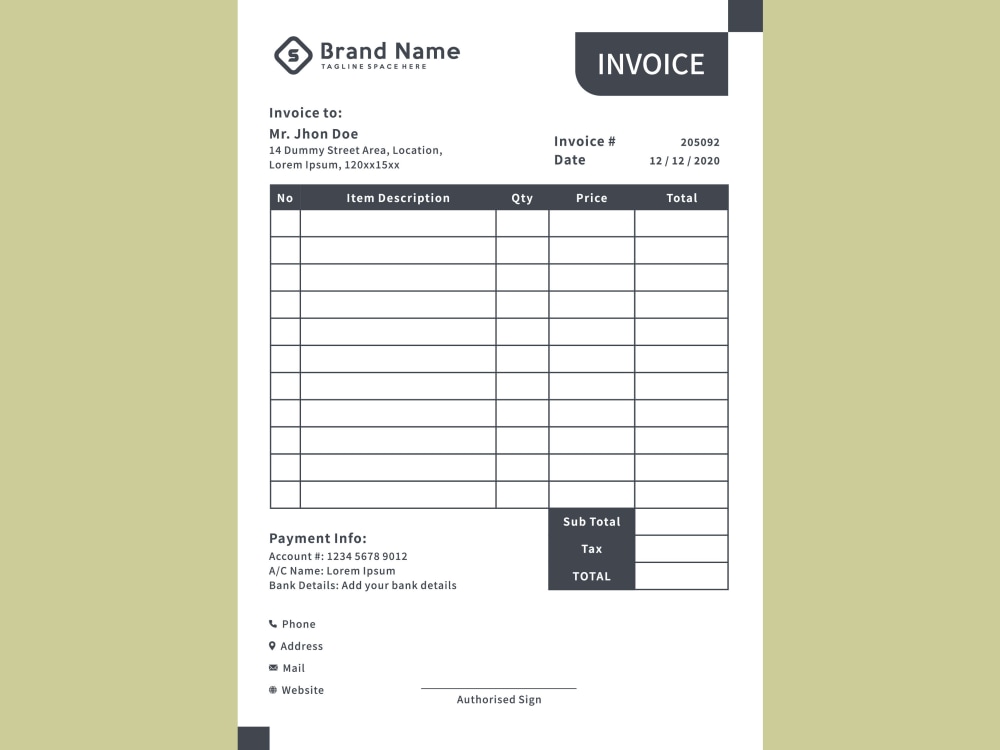 Brand Name
TAGLINE SPACE HERE
INVOICE
Invoice to:
Mr. Jhon Doe
14 Dummy Street Area, Location,
Lorem Ipsum, 120xx15xx
Invoice # 205092
Date 12 / 12 / 2020
No Item Description Qty Price Total
Sub Total
Tax
TOTAL
Payment Info:
Account #: 1234 5678 9012
A/C Name: Lorem Ipsum
Bank Details: Add your bank details
Phone
Address
Mail
Website
Authorised Sign